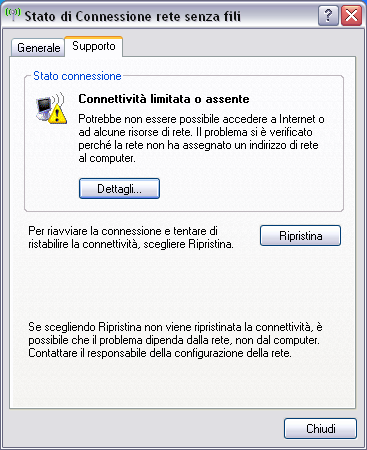 Stato di Connessione rete senza fili
Generale Supporto
Stato connessione
Connettività limitata o assente
Potrebbe non essere possibile accedere a Internet o
ad alcune risorse di rete. Il problema si è verificato
perché la rete non ha assegnato un indirizzo di rete
al computer.
Dettagli...
Per riavviare la connessione e tentare di
ristabilire la connettività, scegliere Ripristina.
Ripristina
Se scegliendo Ripristina non viene ripristinata la connettività, è
possibile che il problema dipenda dalla rete, non dal computer.
Contattare il responsabile della configurazione della rete.
Chiudi